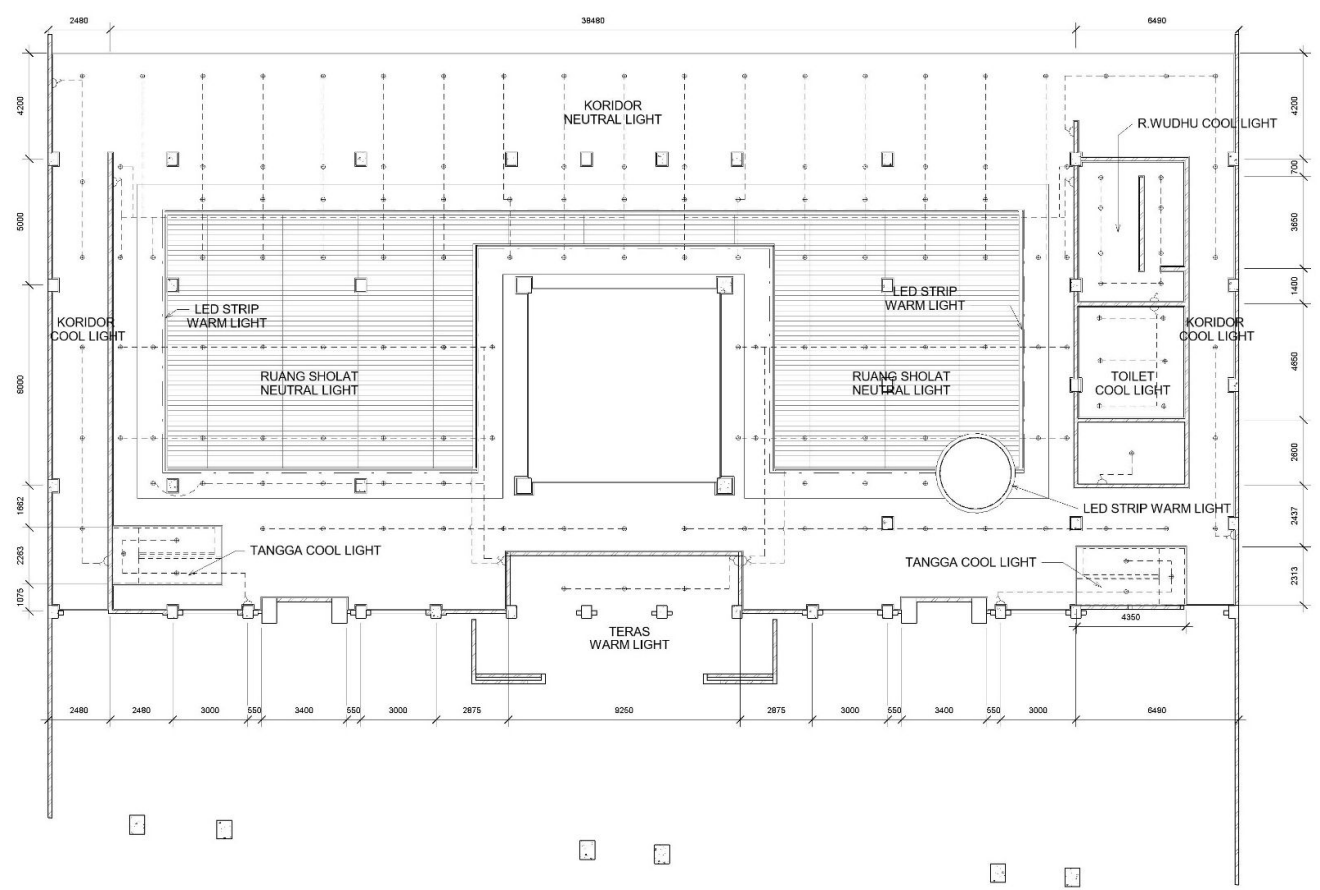 2480
38480
6490
4200
4200
KORIDOR
NEUTRAL LIGHT
R.WUDHU COOL LIGHT
700
5000
3650
1400
LED STRIP
WARM LIGHT
LED STRIP
WARM LIGHT
KORIDOR
COOL LIGHT
KORIDOR
COOL LIGHT
8000
4650
RUANG SHOLAT
NEUTRAL LIGHT
RUANG SHOLAT
NEUTRAL LIGHT
TOILET
COOL LIGHT
2600
1662
LED STRIP WARM LIGHT
2437
2263
TANGGA COOL LIGHT
TANGGA COOL LIGHT
2313
1075
4350
TERAS
WARM LIGHT
2480
2480
3000
550
3400
550
3000
2875
9250
2875
3000
550
3400
550
3000
6490